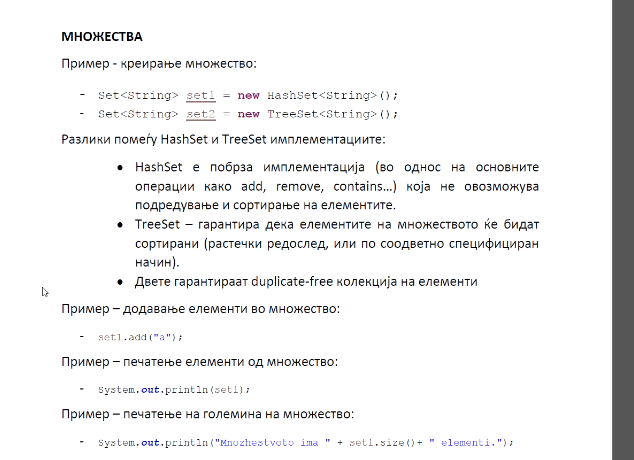 МНОЖЕСТВА
Пример - креирање множество:
- Set<String> set1 = new HashSet<String>();
- Set<String> set2 = new TreeSet<String>();
Разлики помеѓу HashSet и TreeSet имплементациите:
● HashSet е побрза имплементација (во однос на основните
операции како add, remove, contains...) која не овозможува
подредување и сортирање на елементите.
● TreeSet – гарантира дека елементите на множеството ќе бидат
сортирани (растечки редослед, или по соодветно специфициран
начин).
● Двете гарантираат duplicate-free колекција на елементи
Пример – додавање елементи во множество:
- set1.add("a");
Пример – печатење елементи од множество:
- System.out.println(set1);
Пример – печатење на големина на множество:
- System.out.println("Mnozhestvoto ima " + set1.size()+ " elementi.");